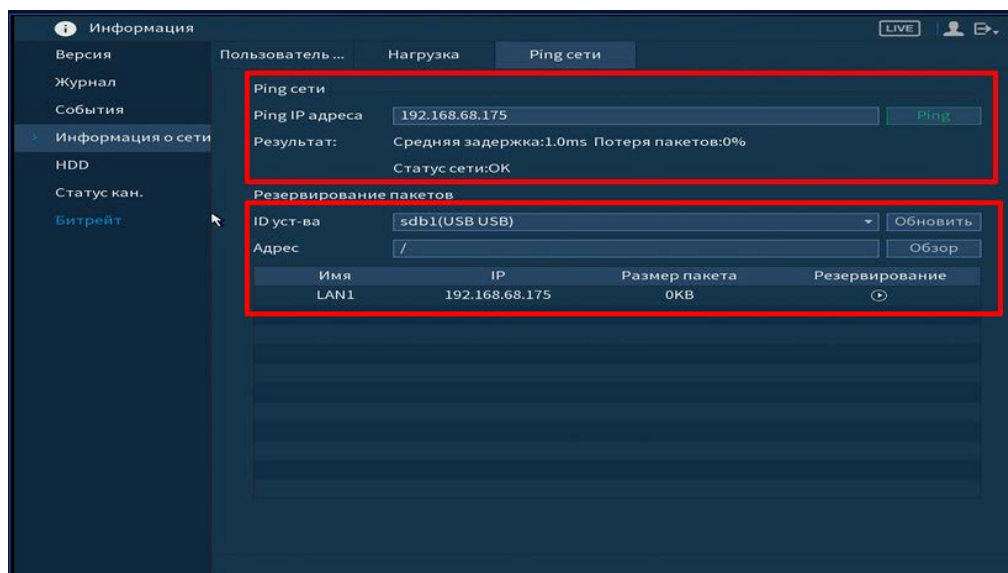 Информация LIVE
Версия
Журнал
События
Информация о сети
HDD
Статус кан.
Битрейт
Пользователь... Нагрузка Ping сети
Ping сети
Ping IP адреса 192.168.68.175 Ping
Результат: Средняя задержка:1.0ms Потеря пакетов:0%
Статус сети:OK
Резервирование пакетов
ID уст-ва sdb1(USB USB) Обновить
Адрес / Обзор
Имя IP Размер пакета Резервирование
LAN1 192.168.68.175 0KB